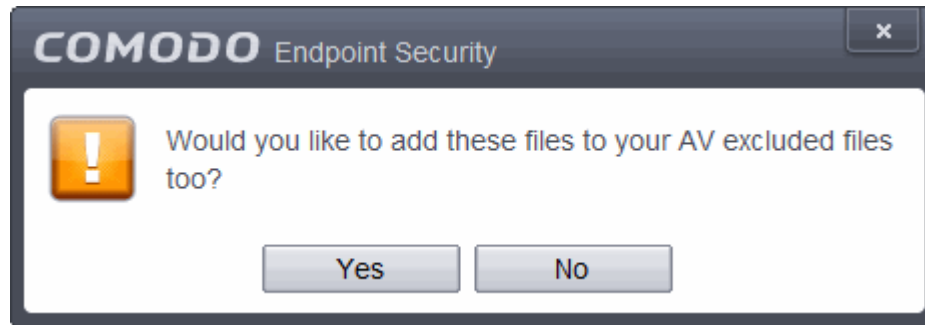 COMODO Endpoint Security
Would you like to add these files to your AV excluded files
too?
Yes No